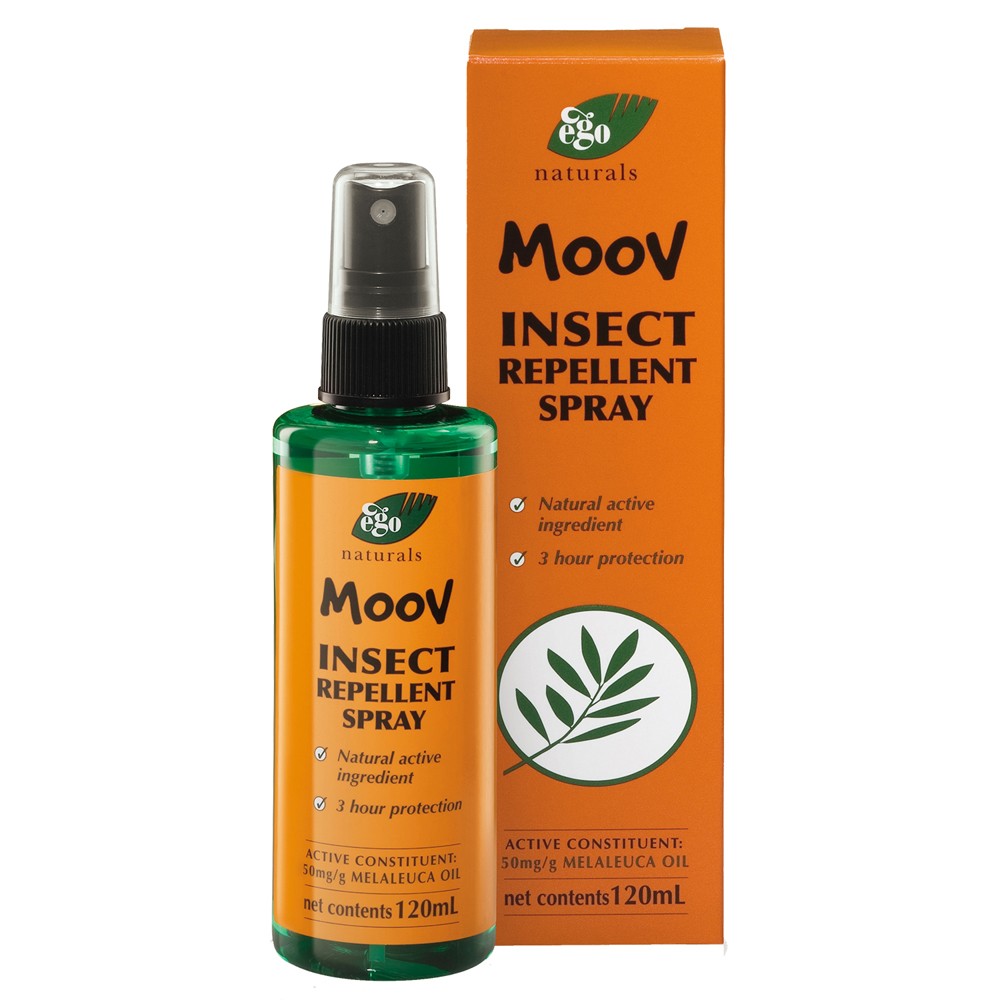 ego
naturals
Moov
INSECT
REPELLENT
SPRAY
Natural active
ingredient
3 hour protection
ACTIVE CONSTITUENT:
50mg/g MELALEUCA OIL
net contents 120mL
ego
naturals
Moov
INSECT
REPELLENT
SPRAY
Natural active
ingredient
3 hour protection
ACTIVE CONSTITUENT:
50mg/g MELALEUCA OIL
net contents 120mL